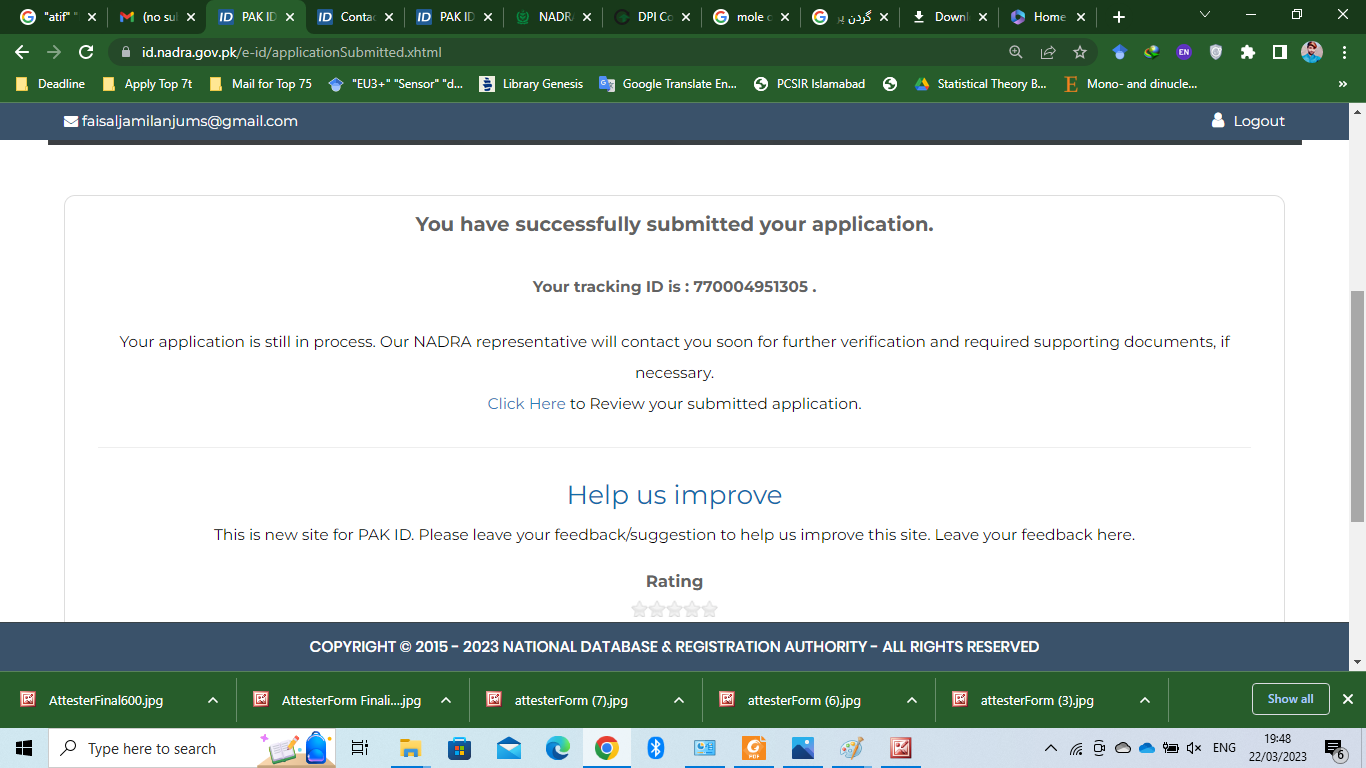 "atif" "
(no sul
ID PAK ID
ID Contac
ID PAK ID
NADRA
DPI Co
mole c
گردن پر
Downl
Home
id.nadra.gov.pk/e-id/applicationSubmitted.xhtml
EN
Deadline
Apply Top 7t
Mail for Top 75
"EU3+" "Sensor" "d...
Library Genesis
Google Translate En...
PCSIR Islamabad
Statistical Theory B...
E Mono- and dinucle...
»
faisaljamilanjums@gmail.com
Logout
You have successfully submitted your application.
Your tracking ID is : 770004951305 .
Your application is still in process. Our NADRA representative will contact you soon for further verification and required supporting documents, if
necessary.
Click Here to Review your submitted application.
Help us improve
This is new site for PAK ID. Please leave your feedback/suggestion to help us improve this site. Leave your feedback here.
Rating
COPYRIGHT © 2015 - 2023 NATIONAL DATABASE & REGISTRATION AUTHORITY - ALL RIGHTS RESERVED
AttesterFinal600.jpg
AttesterForm Finali....jpg
attesterForm (7).jpg
attesterForm (6).jpg
attesterForm (3).jpg
Show all
Type here to search
PDF
ENG
19:48
22/03/2023
6